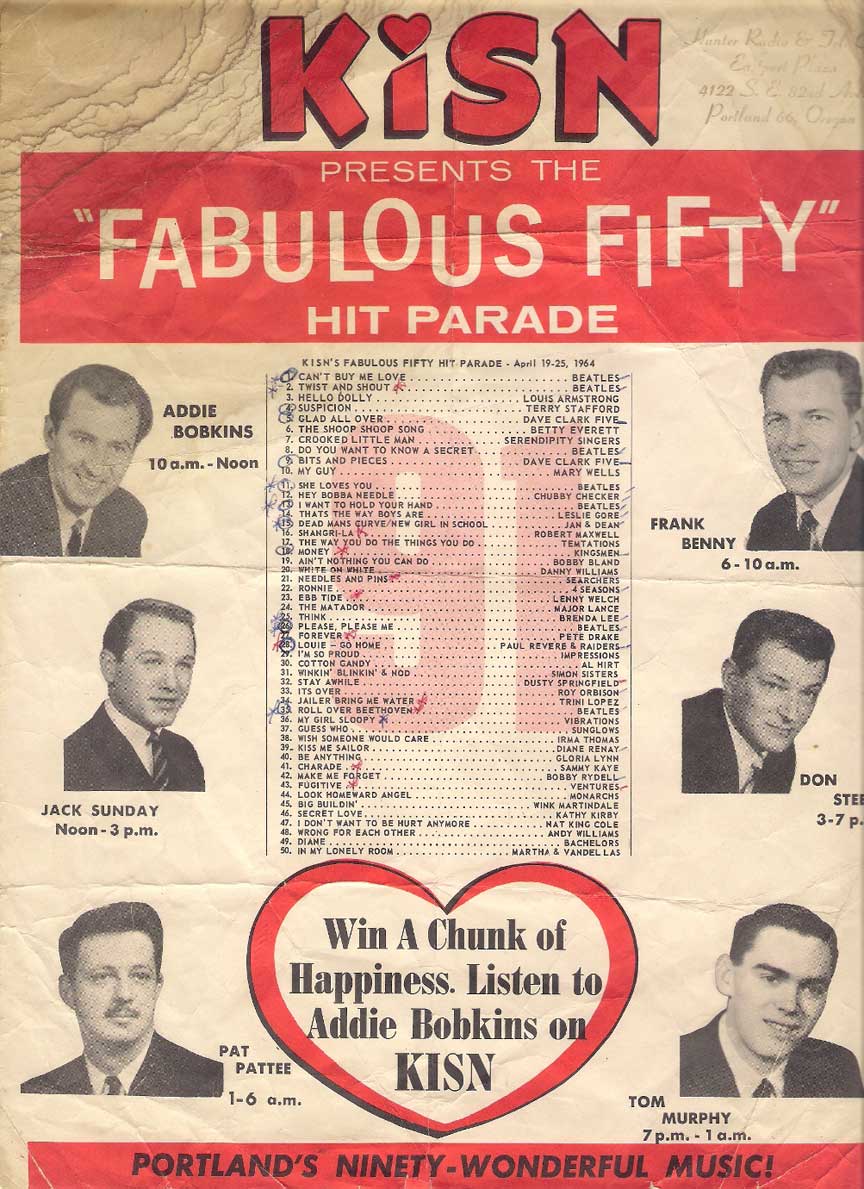 KiSN
Hunter Radio & Tel
Eastport Plaza
4122 S. E. 82nd A
Portland 66, Oregon
PRESENTS THE
"FABULOUS FIFTY"
HIT PARADE
KISN'S FABULOUS FIFTY HIT PARADE - April 19-25, 1964
1. CAN'T BUY ME LOVE . . . BEATLES
2. TWIST AND SHOUT . . . BEATLES
3. HELLO DOLLY . . . LOUIS ARMSTRONG
4. SUSPICION . . . TERRY STAFFORD
5. GLAD ALL OVER . . . DAVE CLARK FIVE
6. THE SHOOP SHOOP SONG . . . BETTY EVERETT
7. CROOKED LITTLE MAN . . . SERENDIPITY SINGERS
8. DO YOU WANT TO KNOW A SECRET . . . BEATLES
9. BITS AND PIECES . . . DAVE CLARK FIVE
10. MY GUY . . . MARY WELLS
11. SHE LOVES YOU . . . BEATLES
12. HEY BOBBA NEEDLE . . . CHUBBY CHECKER
13. I WANT TO HOLD YOUR HAND . . . BEATLES
14. THATS THE WAY BOYS ARE . . . LESLIE GORE
15. DEAD MANS CURVE/NEW GIRL IN SCHOOL . . . JAN & DEAN
16. SHANGRI-LA . . . ROBERT MAXWELL
17. THE WAY YOU DO THE THINGS YOU DO . . . TEMTATIONS
18. MONEY . . . KINGSMEN
19. AIN'T NOTHING YOU CAN DO . . . BOBBY BLAND
20. WHITE ON WHITE . . . DANNY WILLIAMS
21. NEEDLES AND PINS . . . SEARCHERS
22. RONNIE . . . 4 SEASONS
23. EBB TIDE . . . LENNY WELCH
24. THE MATADOR . . . MAJOR LANCE
25. THINK . . . BRENDA LEE
26. PLEASE, PLEASE ME . . . BEATLES
27. FOREVER . . . PETE DRAKE
28. LOUIE - GO HOME . . . PAUL REVERE & RAIDERS
29. I'M SO PROUD . . . IMPRESSIONS
30. COTTON CANDY . . . AL HIRT
31. WINKIN' BLINKIN' & NOD . . . SIMON SISTERS
32. STAY AWHILE . . . DUSTY SPRINGFIELD
33. ITS OVER . . . ROY ORBISON
34. JAILER BRING ME WATER . . . TRINI LOPEZ
35. ROLL OVER BEETHOVEN . . . BEATLES
36. MY GIRL SLOOPY . . . VIBRATIONS
37. GUESS WHO . . . SUNGLOWS
38. WISH SOMEONE WOULD CARE . . . IRMA THOMAS
39. KISS ME SAILOR . . . DIANE RENAY
40. BE ANYTHING . . . GLORIA LYNN
41. CHARADE . . . SAMMY KAYE
42. MAKE ME FORGET . . . BOBBY RYDELL
43. FUGITIVE . . . VENTURES
44. LOOK HOMEWARD ANGEL . . . MONARCHS
45. BIG BUILDIN' . . . WINK MARTINDALE
46. SECRET LOVE . . . KATHY KIRBY
47. I DON'T WANT TO BE HURT ANYMORE . . . NAT KING COLE
48. WRONG FOR EACH OTHER . . . ANDY WILLIAMS
49. DIANE . . . BACHELORS
50. IN MY LONELY ROOM . . . MARTHA & VANDELLAS
91
ADDIE
BOBKINS
10 a.m. - Noon
FRANK
BENNY
6 - 10 a.m.
JACK SUNDAY
Noon - 3 p.m.
DON
STEE
3-7 p.
PAT
PATTEE
1-6 a.m.
TOM
MURPHY
7 p.m. - 1 a.m.
Win A Chunk of
Happiness. Listen to
Addie Bobkins on
KISN
PORTLAND'S NINETY-WONDERFUL MUSIC!